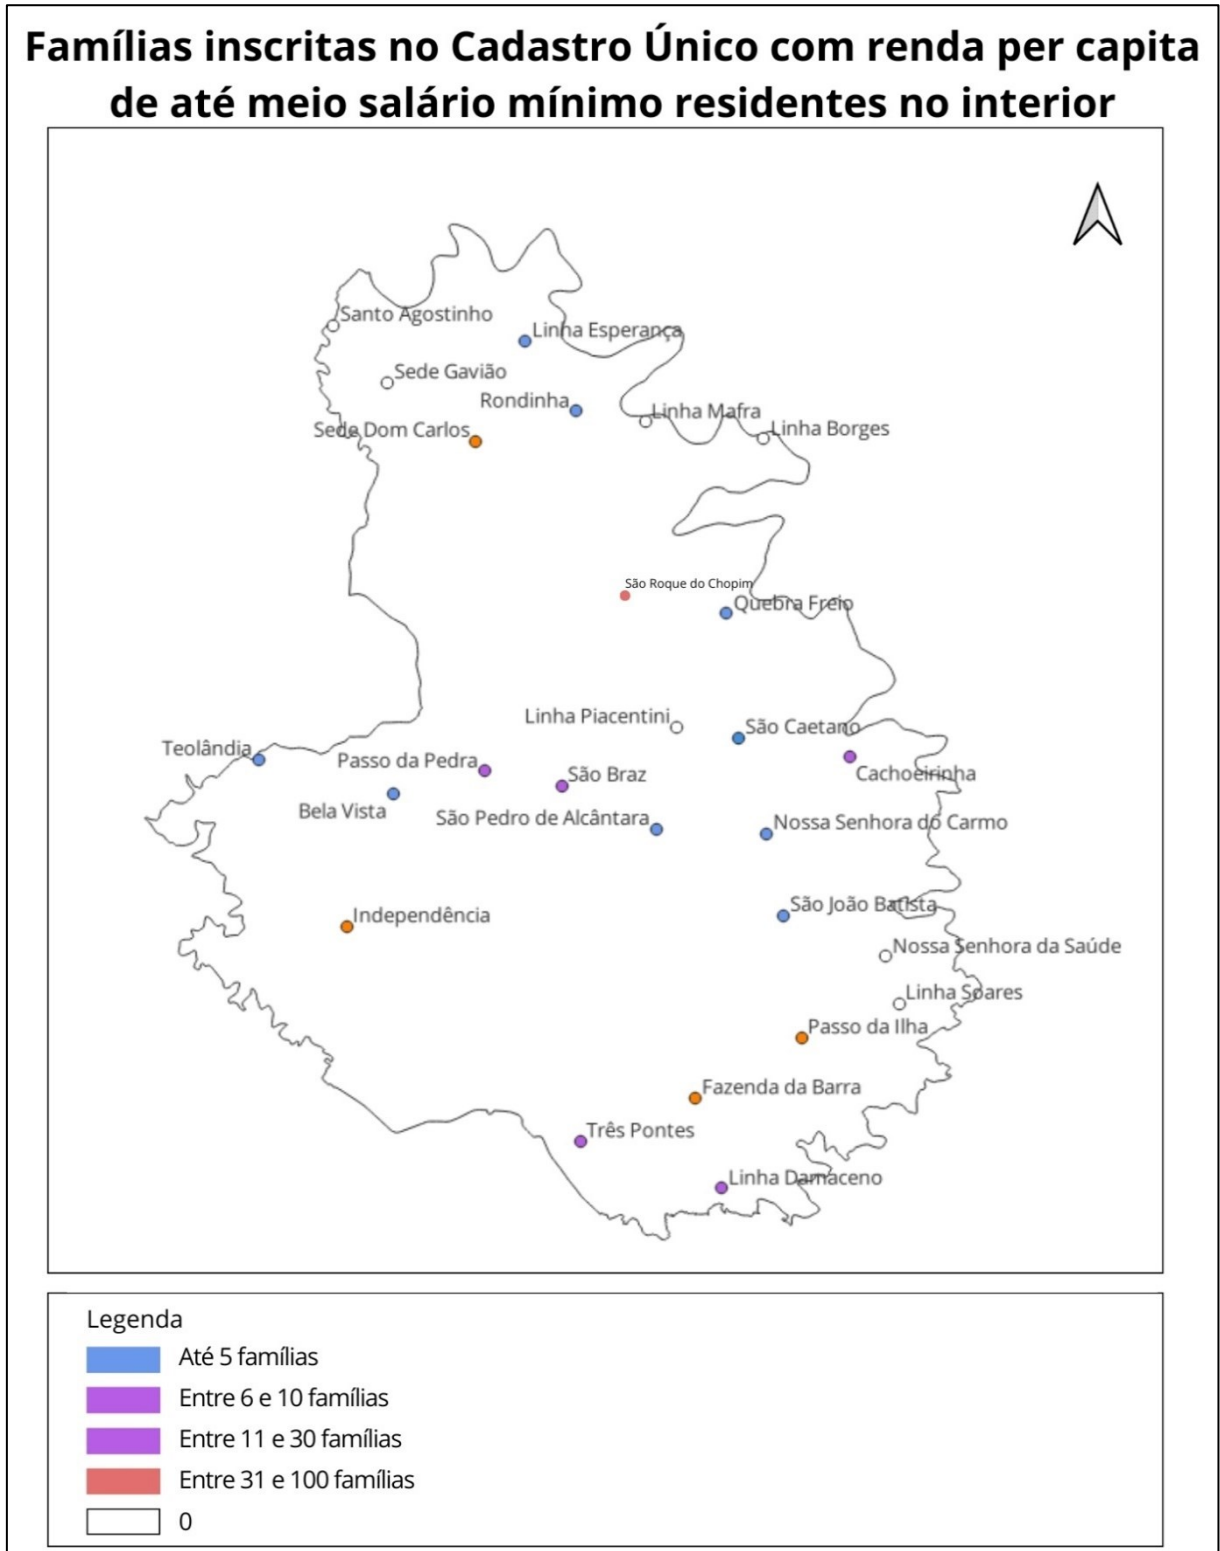 Famílias inscritas no Cadastro Único com renda per capita
de até meio salário mínimo residentes no interior
Santo Agostinho
Linha Esperança
Sede Gavião
Rondinha
Linha Mafra
Linha Borges
Sede Dom Carlos
São Roque do Chopim
Quebra Freio
Linha Piacentini
São Caetano
Teolândia
Passo da Pedra
São Braz
Cachoeirinha
Bela Vista
São Pedro de Alcântara
Nossa Senhora do Carmo
São João Batista
Independência
Nossa Senhora da Saúde
Linha Soares
Passo da Ilha
Fazenda da Barra
Três Pontes
Linha Damaceno
Legenda
Até 5 famílias
Entre 6 e 10 famílias
Entre 11 e 30 famílias
Entre 31 e 100 famílias
0